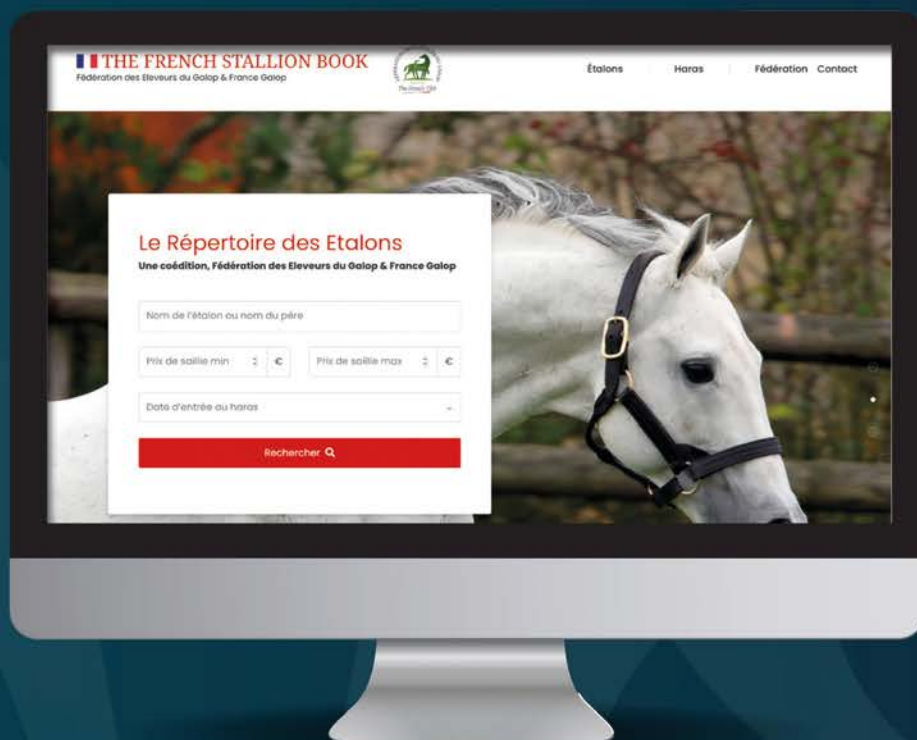 THE FRENCH STALLION BOOK
Fédération des Eleveurs du Galop & France Galop
Étalons
Haras
Fédération
Contact
Le Répertoire des Etalons
Une coédition, Fédération des Eleveurs du Galop & France Galop
Nom de l'étalon ou nom du père
Prix de saillie min €
Prix de saillie max €
Date d'entrée au haras
Rechercher